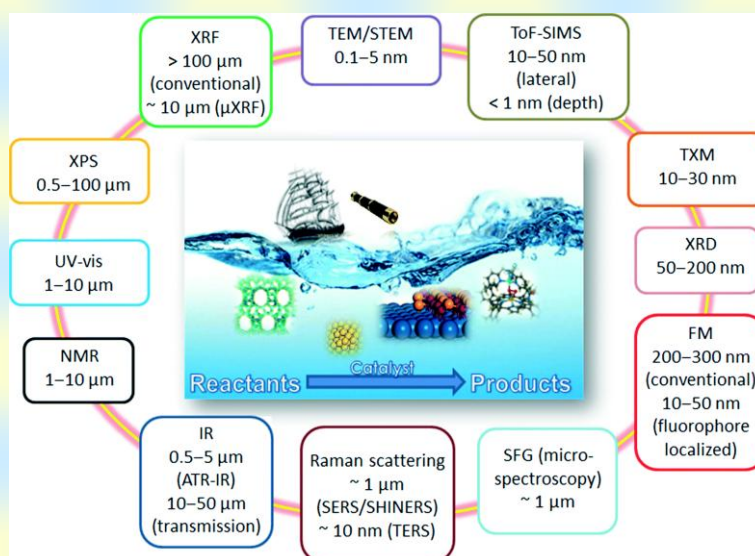 XRF
> 100 μm
(conventional)
~ 10 μm (μXRF)
TEM/STEM
0.1–5 nm
ToF-SIMS
10–50 nm
(lateral)
< 1 nm (depth)
TXM
10–30 nm
XRD
50–200 nm
FM
200–300 nm
(conventional)
10–50 nm
(fluorophore
localized)
SFG (micro-
spectroscopy)
~ 1 μm
Raman scattering
~ 1 μm
(SERS/SHINERS)
~ 10 nm (TERS)
IR
0.5–5 μm
(ATR-IR)
10–50 μm
(transmission)
NMR
1–10 μm
UV-vis
1–10 μm
XPS
0.5–100 μm
Reactants Catalyst Products